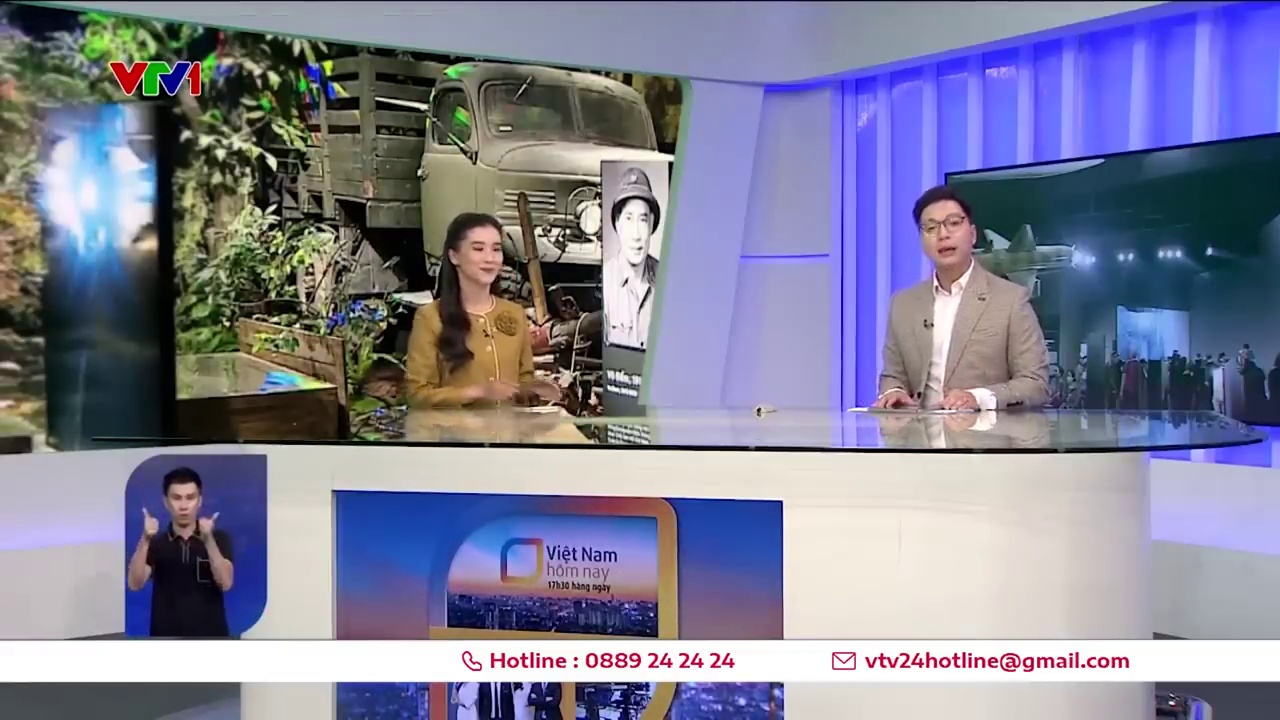 VTV1
Việt Nam
hôm nay
17h30 hàng ngày
Hotline : 0889 24 24 24
vtv24hotline@gmail.com